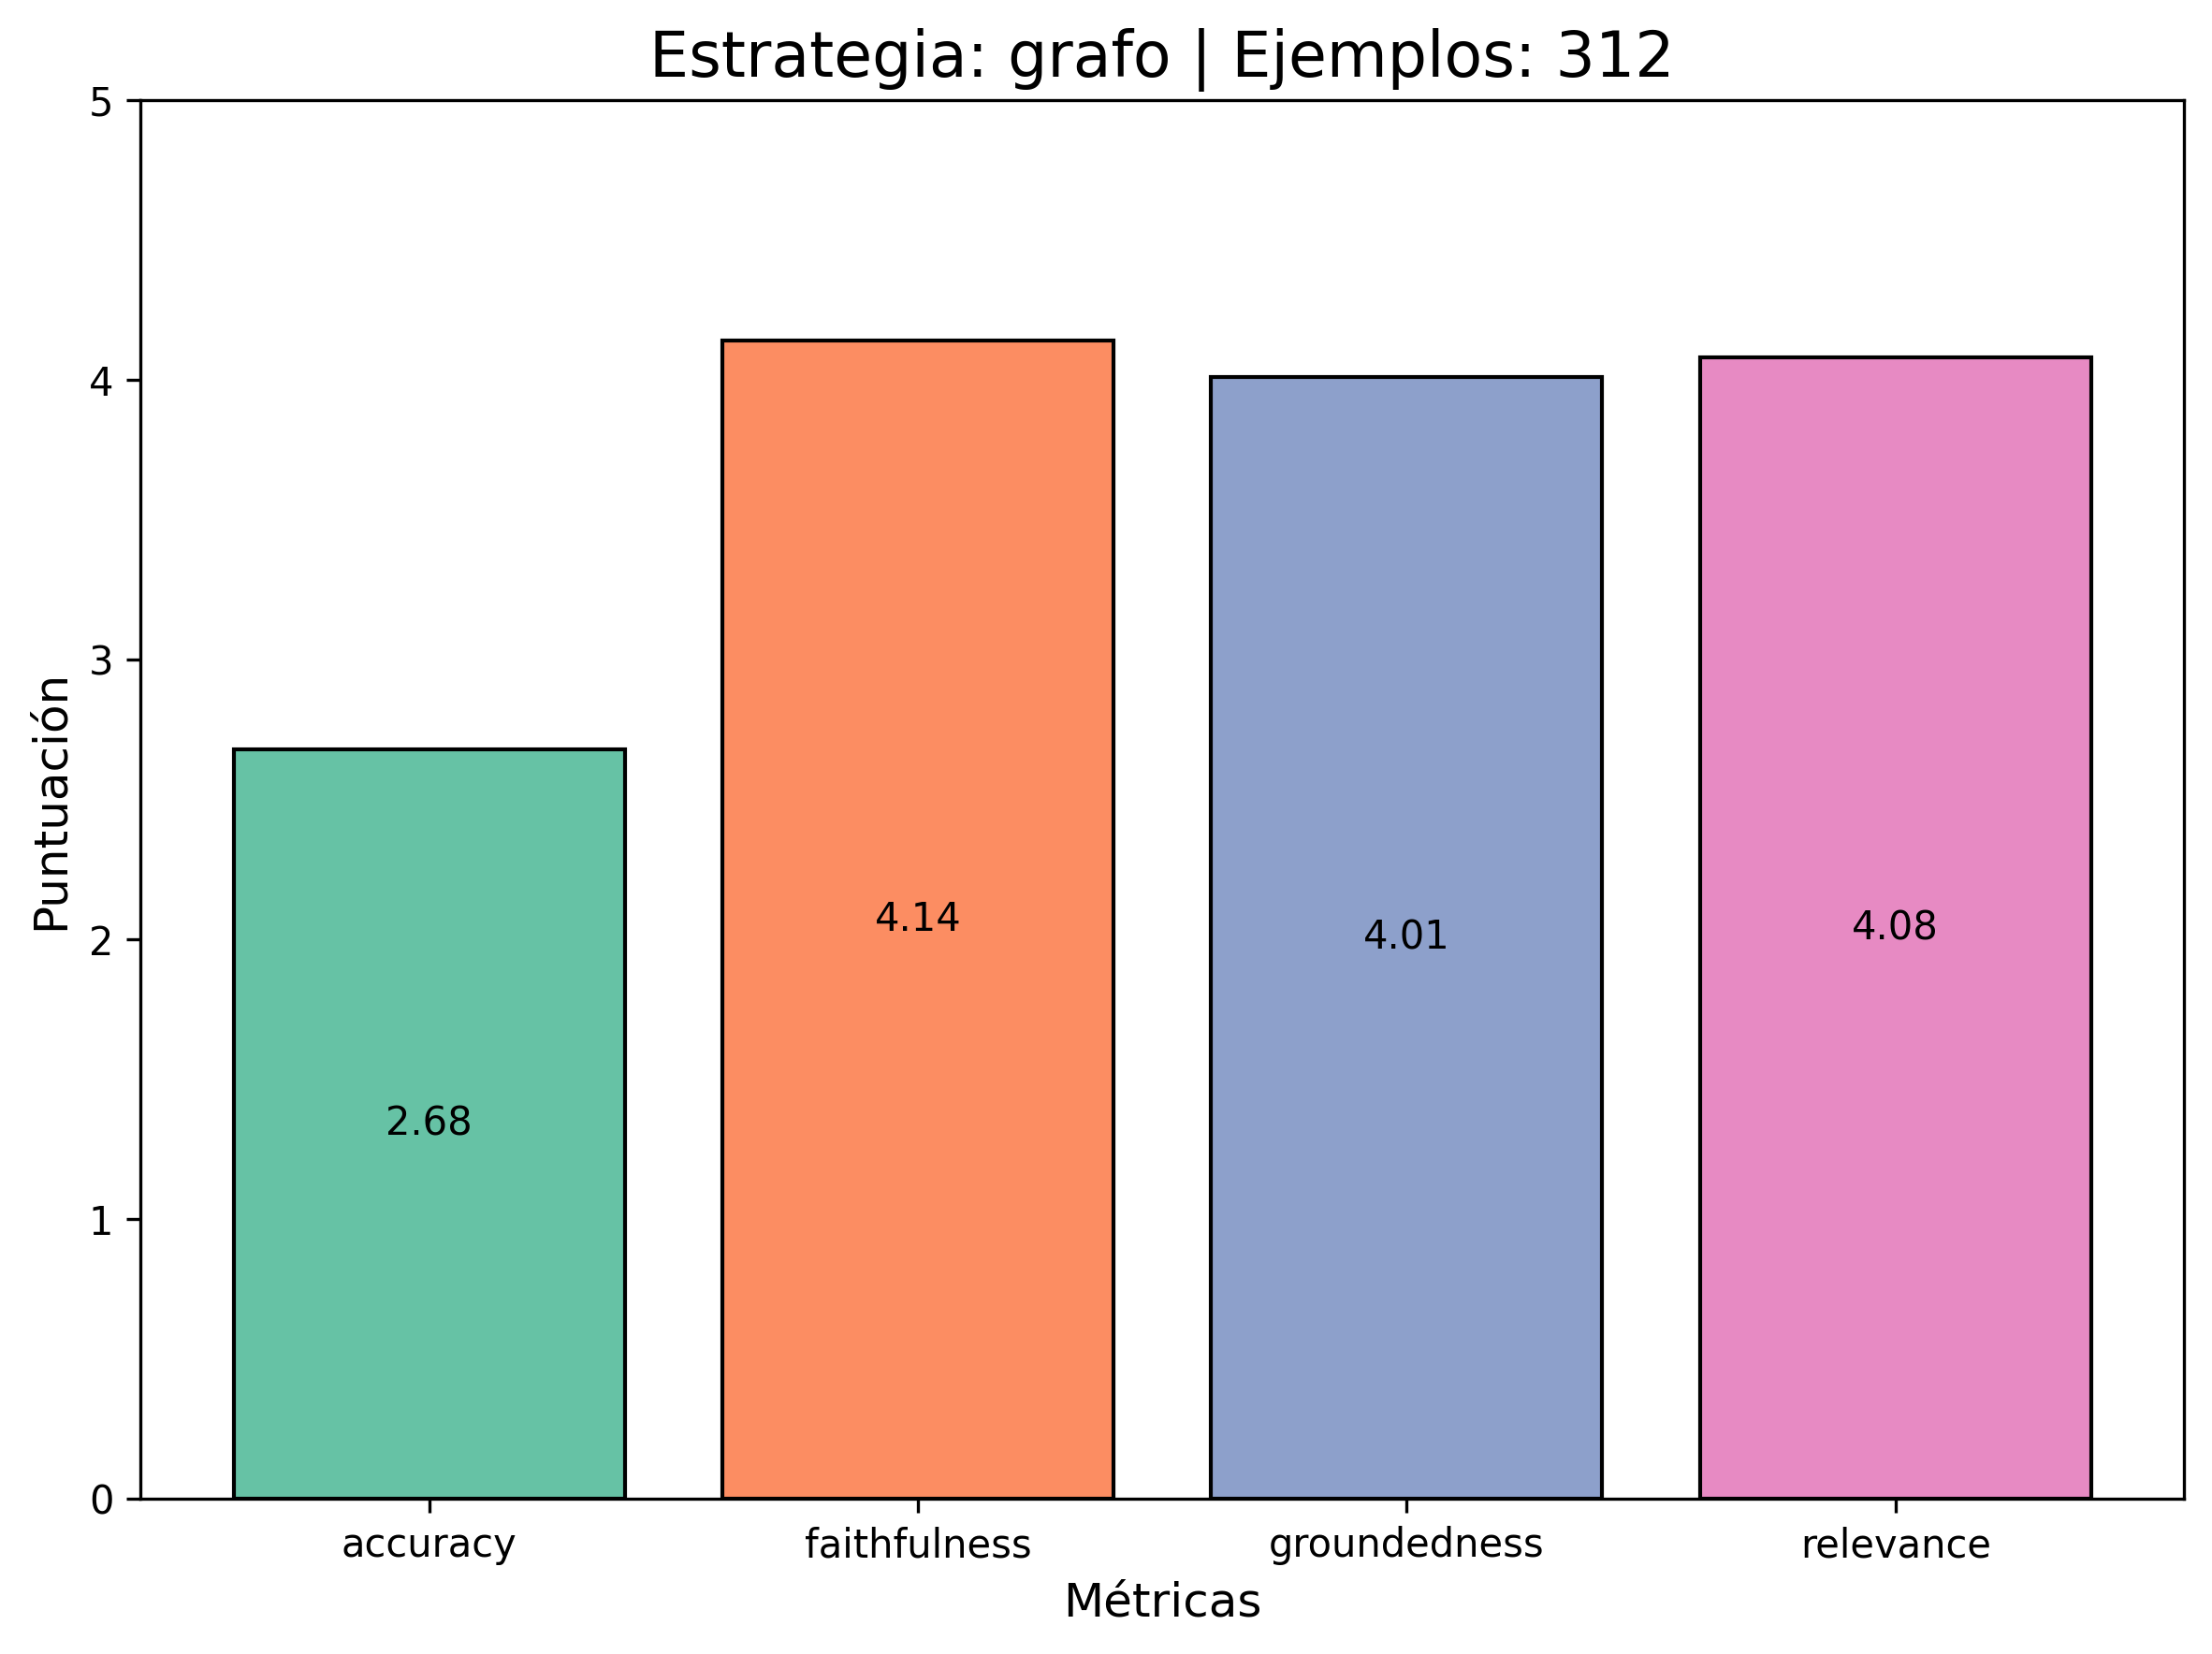 Estrategia: grafo | Ejemplos: 312
Puntuación
5
4
3
2
1
0
2.68
4.14
4.01
4.08
accuracy
faithfulness
groundedness
relevance
Métricas